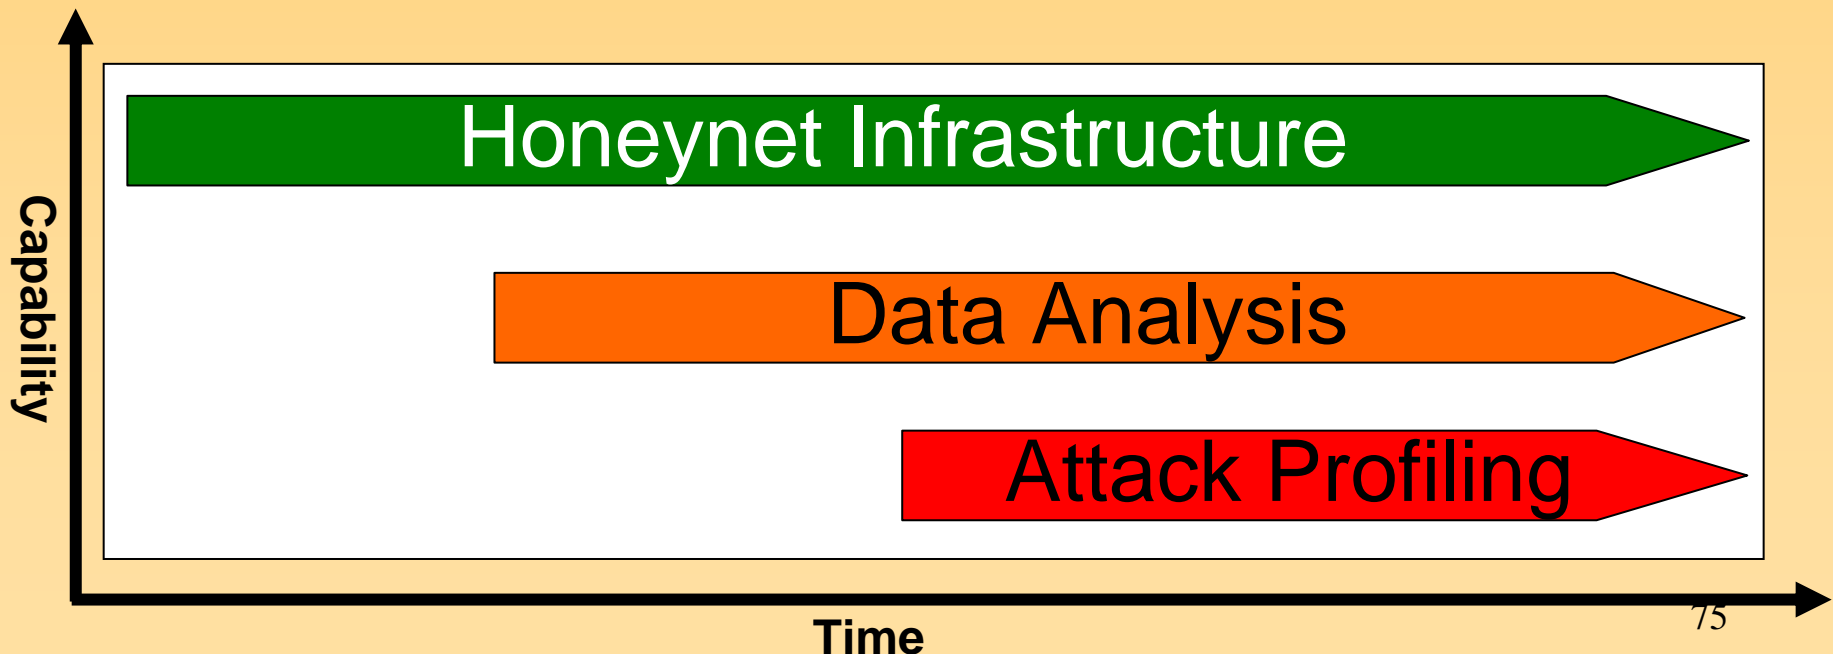 Honeynet Infrastructure
Capability
Data Analysis
Attack Profiling
75
Time